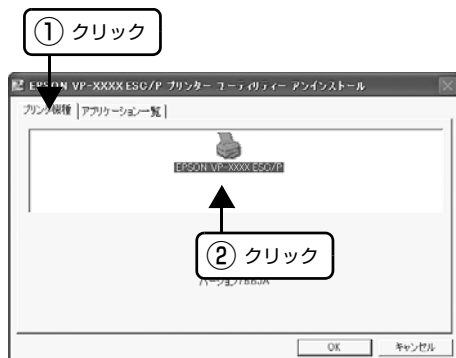 ① クリック
EPSON VP-XXXX ESC/P プリンター ユーティリティー アンインストール
プリンタ機種 アプリケーション一覧
EPSON VP-XXXX ESC/P
② クリック
OK キャンセル